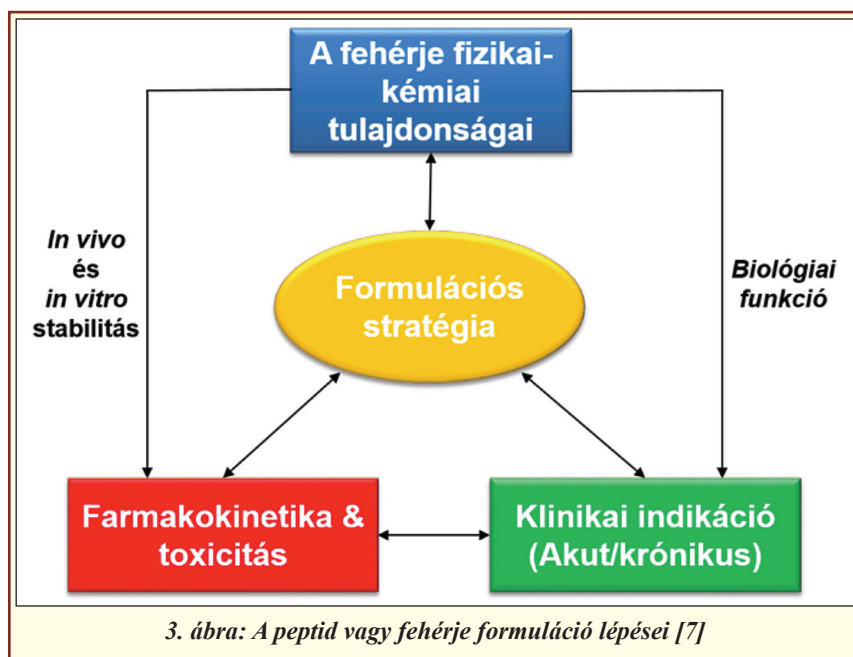 A fehérje fizikai-
kémiai
tulajdonságai
In vivo
és
in vitro
stabilitás
Biológiai
funkció
Formulációs
stratégia
Farmakokinetika &
toxicitás
Klinikai indikáció
(Akut/krónikus)
3. ábra: A peptid vagy fehérje formuláció lépései [7]